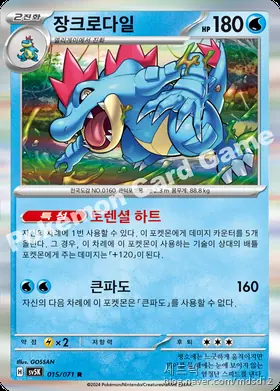 2진화
장크로다일
HP 180
엘리게이에서 진화
전국도감 No.0160 큰턱포켓몬 키: 2.3 m 몸무게: 88.8 kg
특성 토렌셜 하트
자신의 차례에 1번 사용할 수 있다. 이 포켓몬에게 데미지 카운터를 5개
올린다. 그 경우, 이 차례에 이 포켓몬이 사용하는 기술이 상대의 배틀
포켓몬에게 주는 데미지는 「+120」이 된다.
큰파도 160
자신의 다음 차례에 이 포켓몬은 「큰파도」를 사용할 수 없다.
약점 ×2 저항력
Illus. GOSSAN
H sv5K 015/071 R
©2024 Pokémon/Nintendo/Creatures/GAME FREAK
Pokémon Card Game